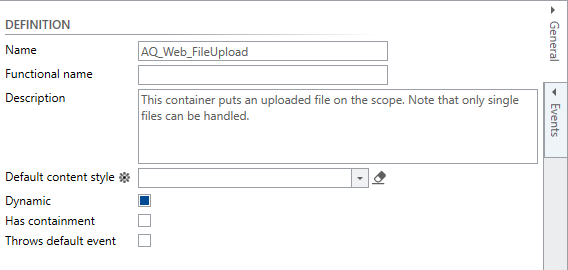 DEFINITION
Name
AQ_Web_FileUpload
Functional name
Description
This container puts an uploaded file on the scope. Note that only single
files can be handled.
Default content style
Dynamic
Has containment
Throws default event
General
Events